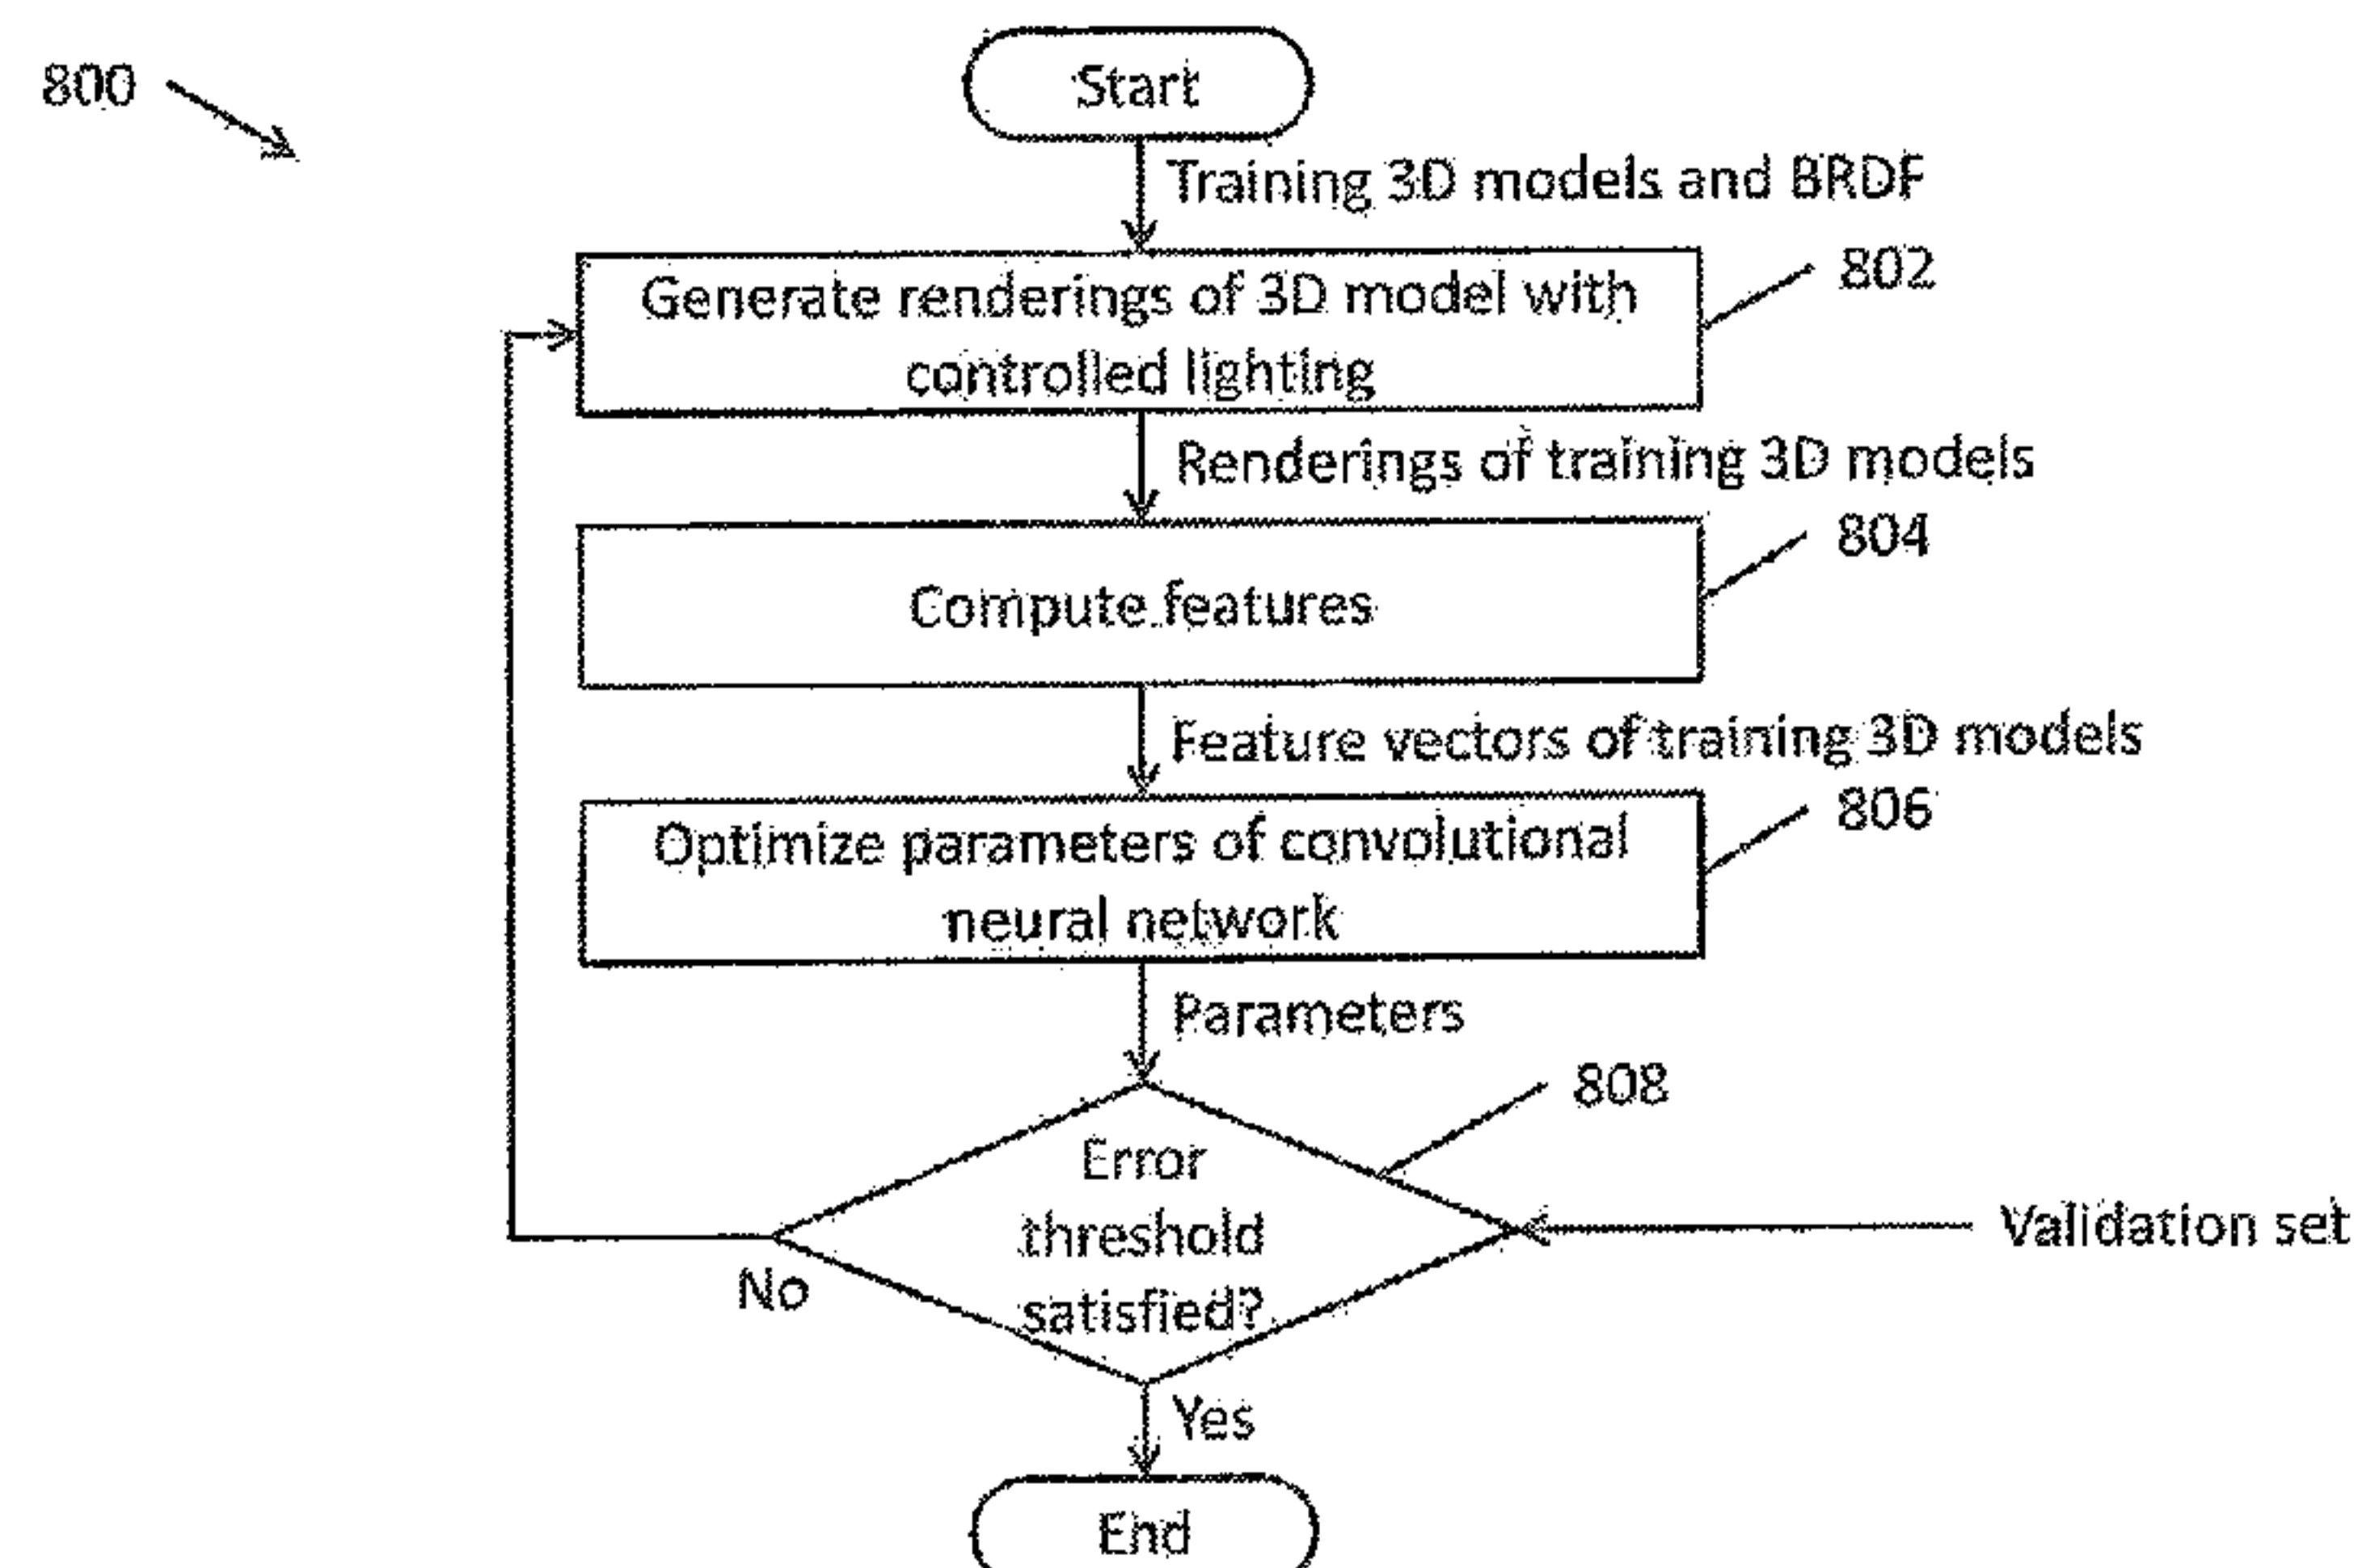 800
Start
Training 3D models and BRDF
Generate renderings of 3D model with
controlled lighting
802
Renderings of training 3D models
804
Compute features
Feature vectors of training 3D models
806
Optimize parameters of convolutional
neural network
Parameters
808
Error
threshold
satisfied?
Validation set
No
Yes
End